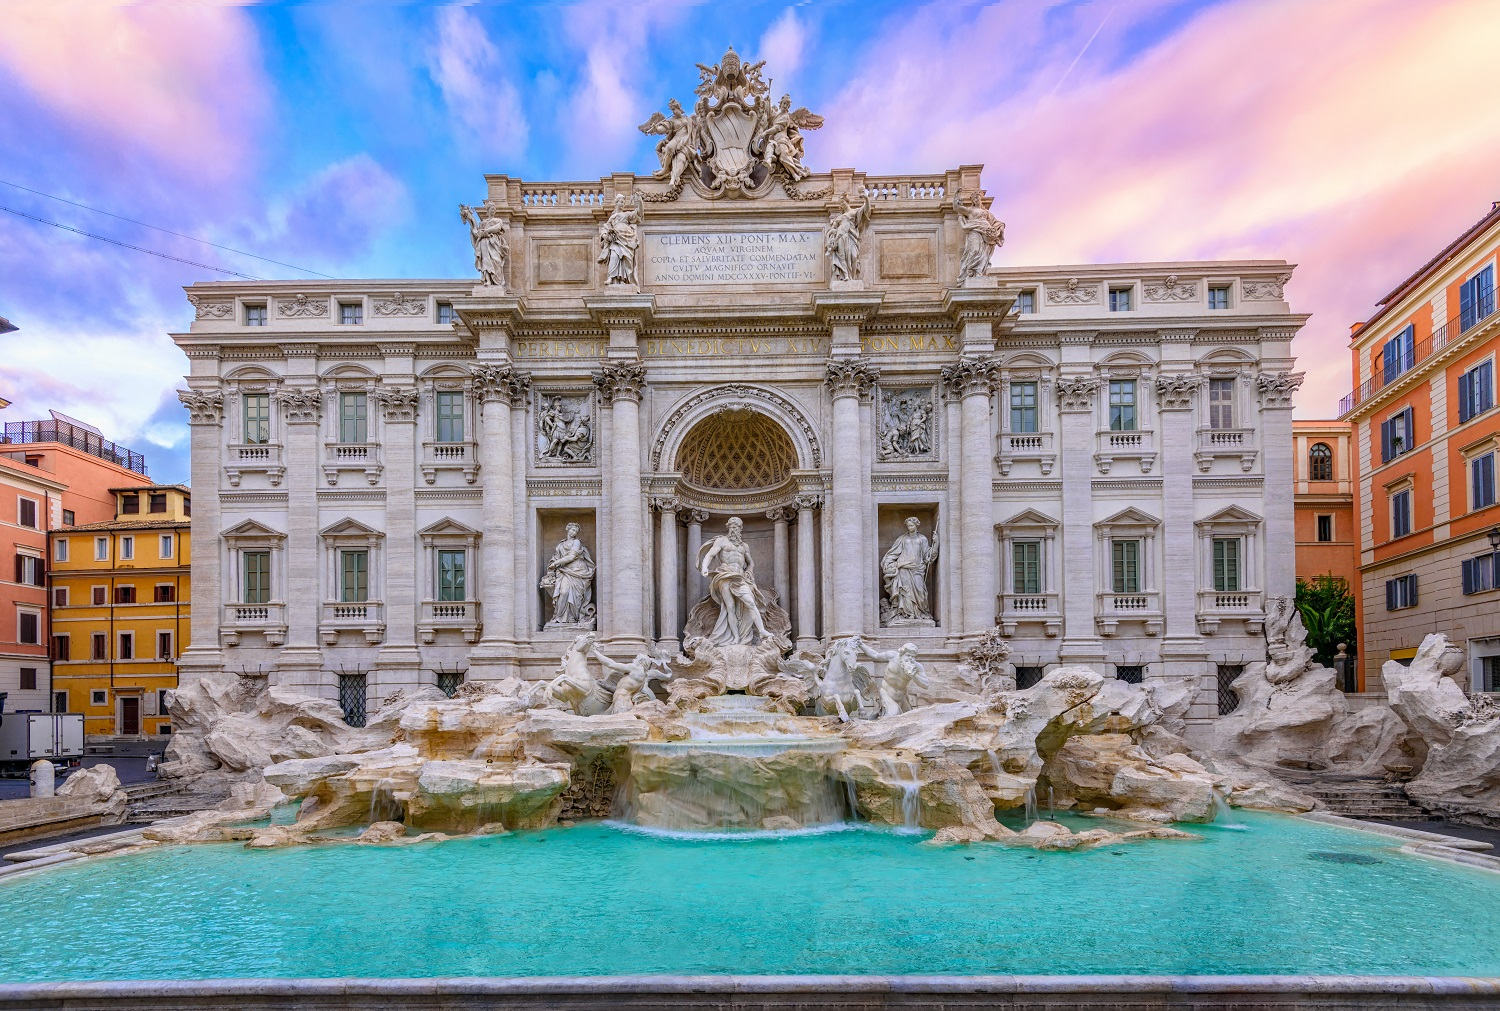 CLEMENS XII · PONT · MAX ·
AQVAM VIRGINEM
COPIA ET SALVBRITATE COMMENDATAM
CVLTV MAGNIFICO ORNAVIT
ANNO DOMINI MDCCXXXV · PONTIF · VI ·
PERFECIT BENEDICTVS XIV PON · MAX ·